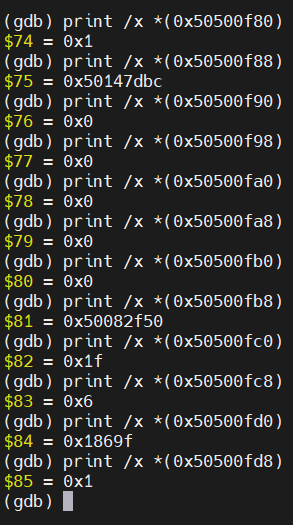 (gdb) print /x *(0x50500f80)
$74 = 0x1
(gdb) print /x *(0x50500f88)
$75 = 0x50147dbc
(gdb) print /x *(0x50500f90)
$76 = 0x0
(gdb) print /x *(0x50500f98)
$77 = 0x0
(gdb) print /x *(0x50500fa0)
$78 = 0x0
(gdb) print /x *(0x50500fa8)
$79 = 0x0
(gdb) print /x *(0x50500fb0)
$80 = 0x0
(gdb) print /x *(0x50500fb8)
$81 = 0x50082f50
(gdb) print /x *(0x50500fc0)
$82 = 0x1f
(gdb) print /x *(0x50500fc8)
$83 = 0x6
(gdb) print /x *(0x50500fd0)
$84 = 0x1869f
(gdb) print /x *(0x50500fd8)
$85 = 0x1
(gdb)